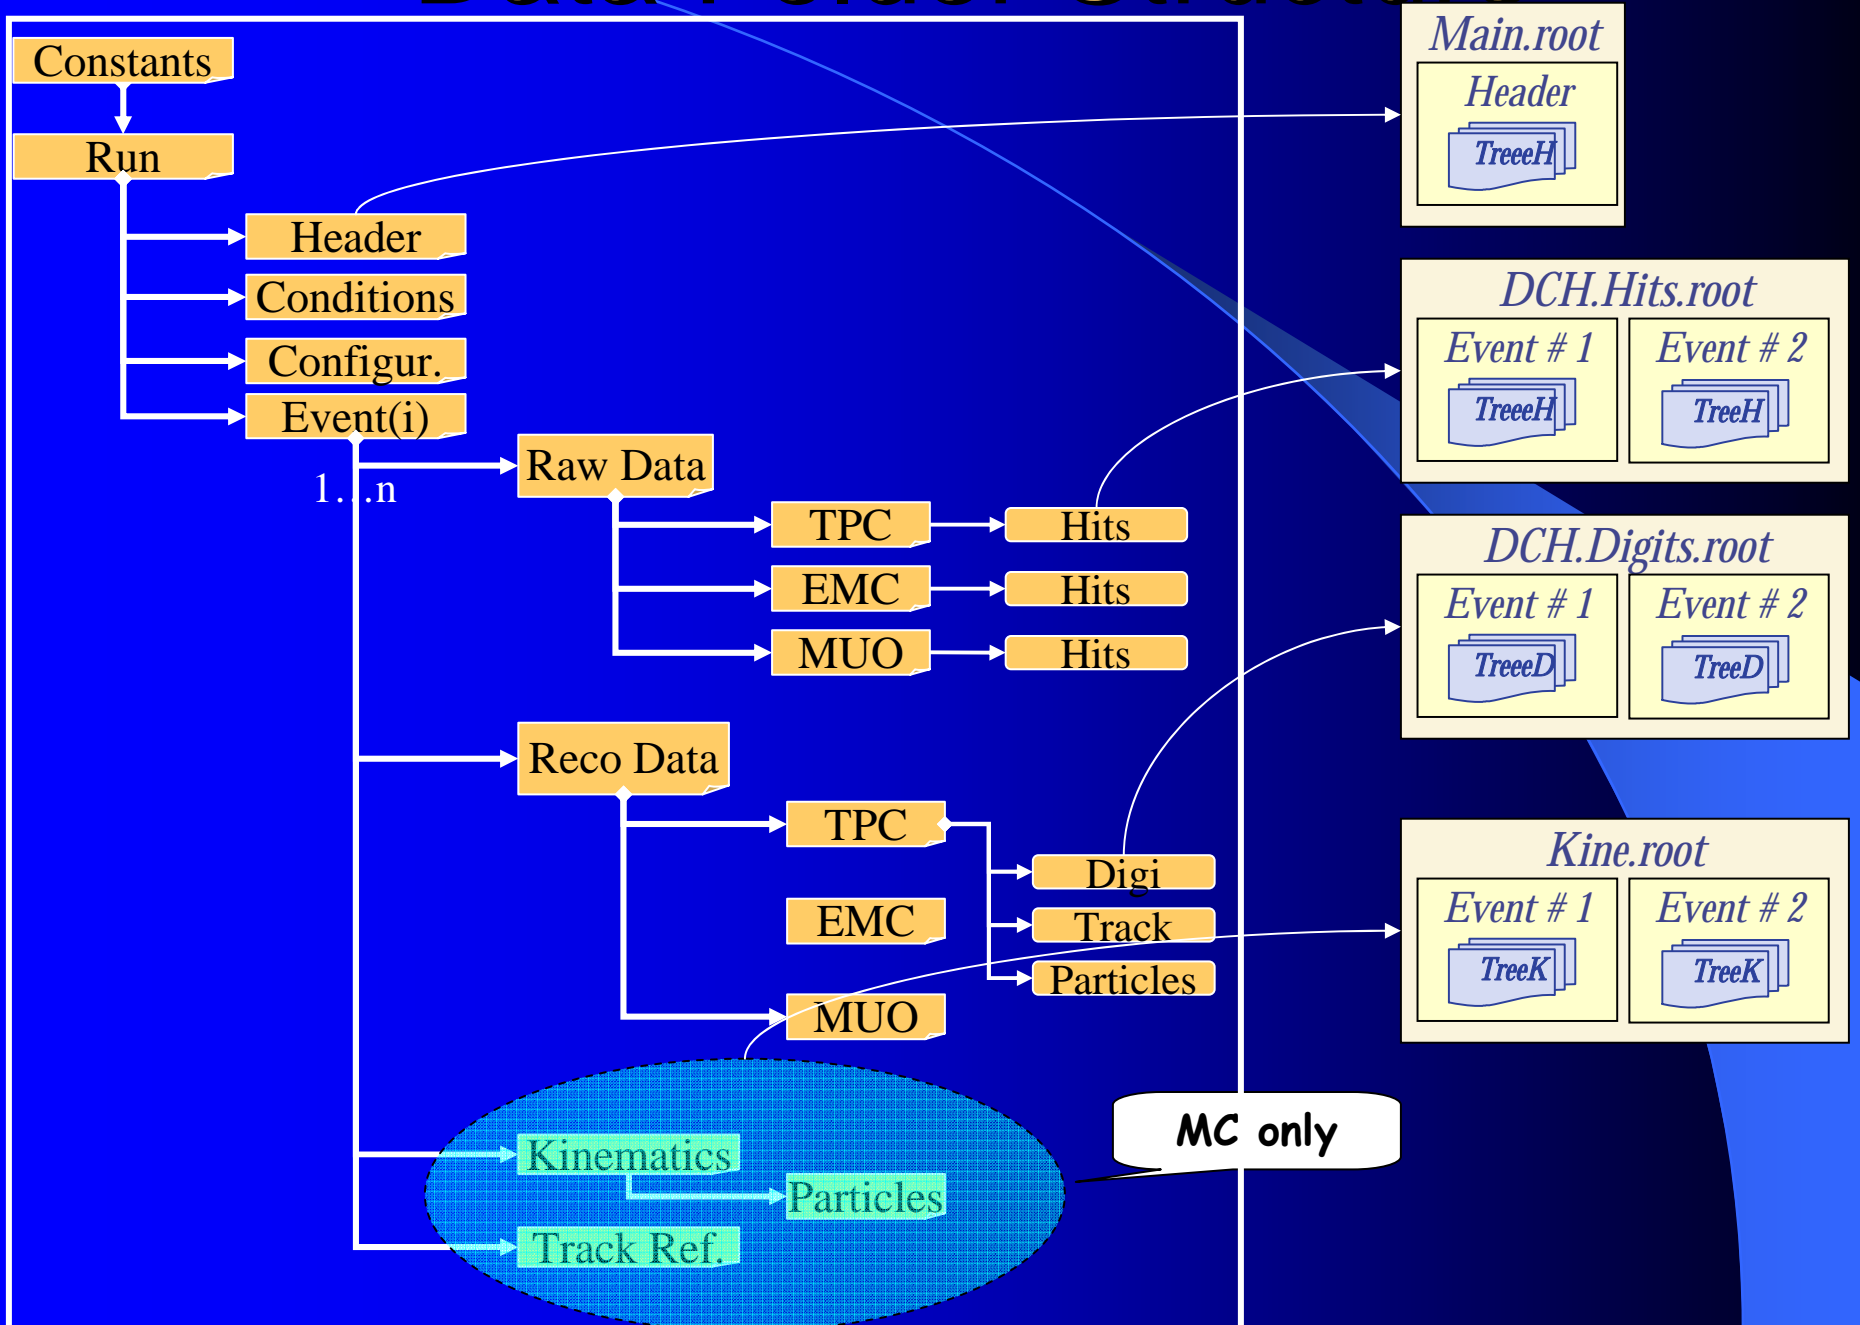 Data Folder Structure
Constants
Run
Header
Conditions
Configur.
Event(i)
1…n
Raw Data
TPC
Hits
EMC
Hits
MUO
Hits
Reco Data
TPC
Digi
Track
Particles
EMC
MUO
Kinematics
Particles
Track Ref.
MC only
Main.root
Header
TreeeH
DCH.Hits.root
Event # 1
Event # 2
TreeeH
TreeH
DCH.Digits.root
Event # 1
Event # 2
TreeeD
TreeD
Kine.root
Event # 1
Event # 2
TreeK
TreeK